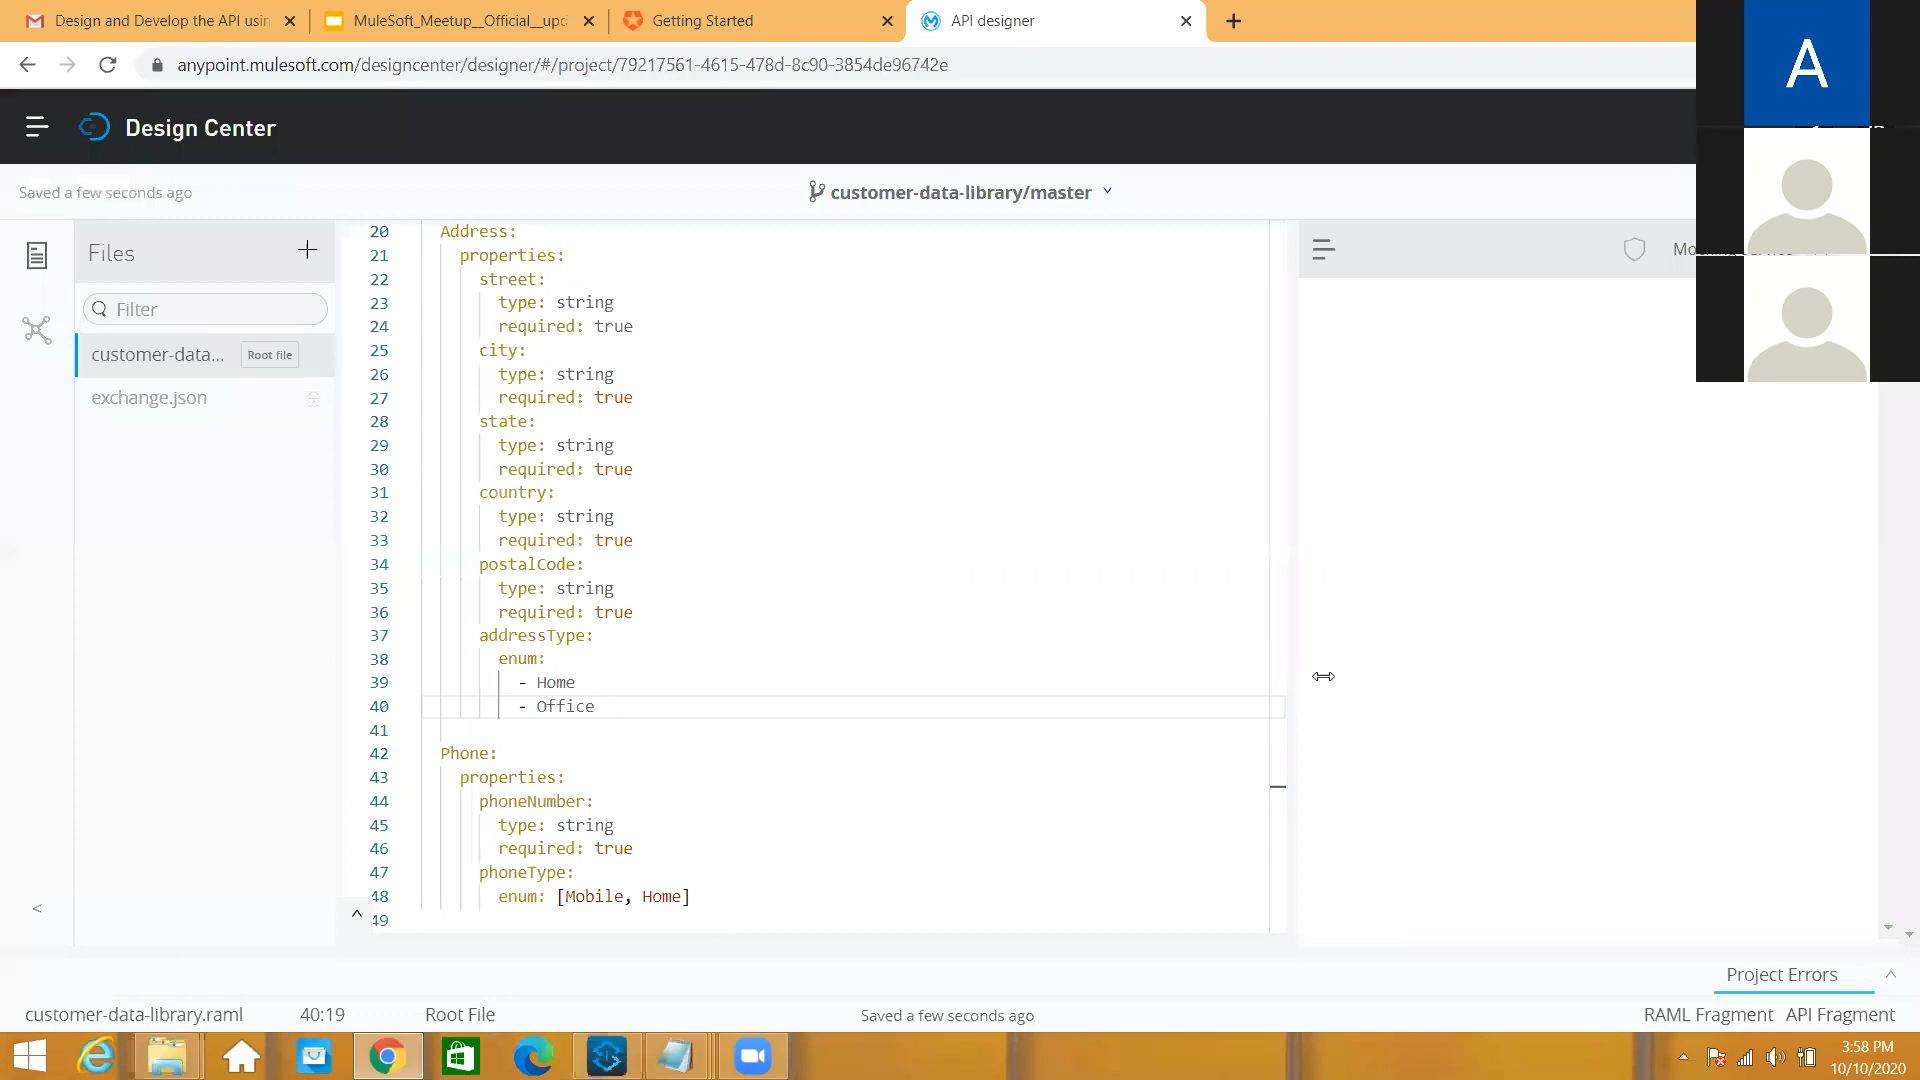 Design and Develop the API usin
MuleSoft_Meetup__Official__upd
Getting Started
API designer
anypoint.mulesoft.com/designcenter/designer/#/project/79217561-4615-478d-8c90-3854de96742e
A
Design Center
Saved a few seconds ago
customer-data-library/master
Files
Filter
customer-data... Root file
exchange.json
20 Address:
21 properties:
22 street:
23 type: string
24 required: true
25 city:
26 type: string
27 required: true
28 state:
29 type: string
30 required: true
31 country:
32 type: string
33 required: true
34 postalCode:
35 type: string
36 required: true
37 addressType:
38 enum:
39 - Home
40 - Office
41
42 Phone:
43 properties:
44 phoneNumber:
45 type: string
46 required: true
47 phoneType:
48 enum: [Mobile, Home]
49
Project Errors
customer-data-library.raml 40:19 Root File Saved a few seconds ago RAML Fragment API Fragment
3:58 PM
10/10/2020